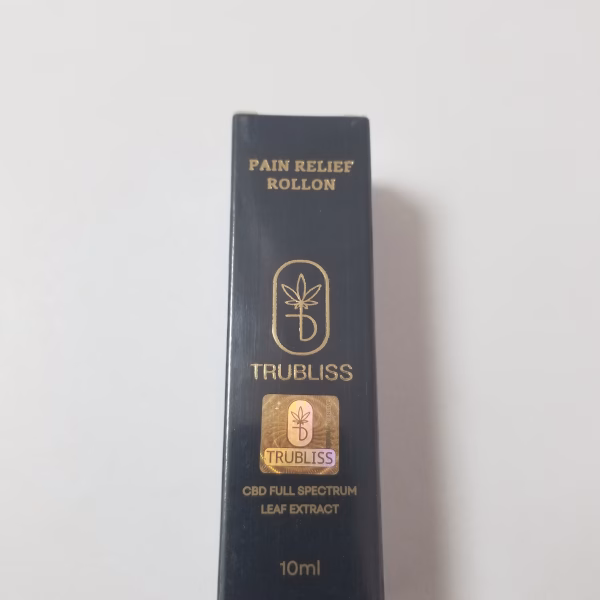 PAIN RELIEF
ROLLON
TRUBLISS
TRUBLISS
CBD FULL SPECTRUM
LEAF EXTRACT
10ml